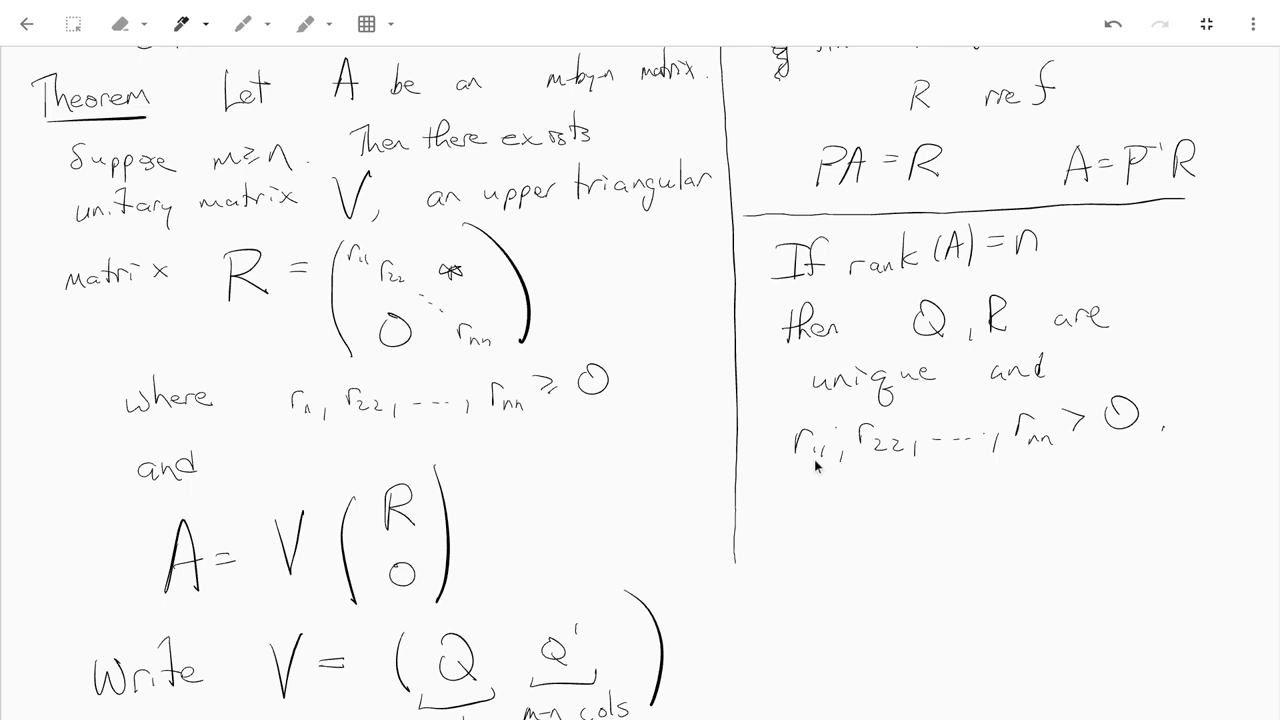 Theorem Let A be an m-by-n matrix.
Suppose m ≥ n. Then there exists
unitary matrix V, an upper triangular
matrix R = ( r₁₁ r₂₂ * ⋱ 0 rₙₙ )
where r₁₁, r₂₂, ..., rₙₙ ≥ 0
and
A = V ( R
0 )
Write V = ( Q Q' )
m-n cols
R rref
PA = R A = P⁻¹R
If rank(A) = n
then Q, R are
unique and
r₁₁, r₂₂, ...., rₙₙ > 0.